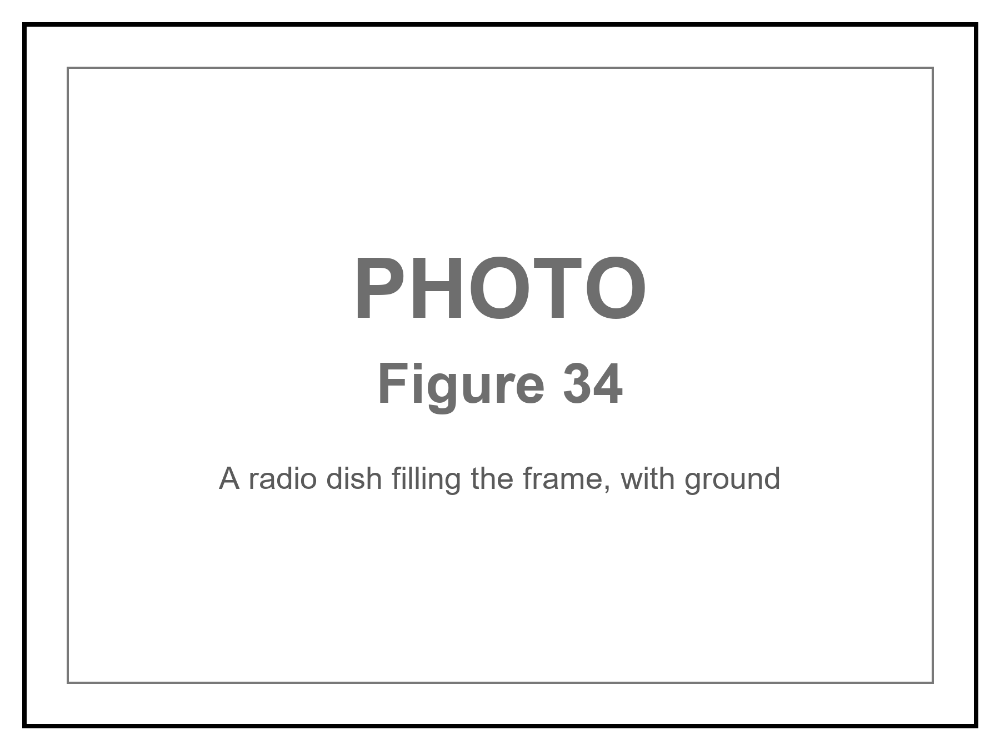 PHOTO
Figure 34
A radio dish filling the frame, with ground